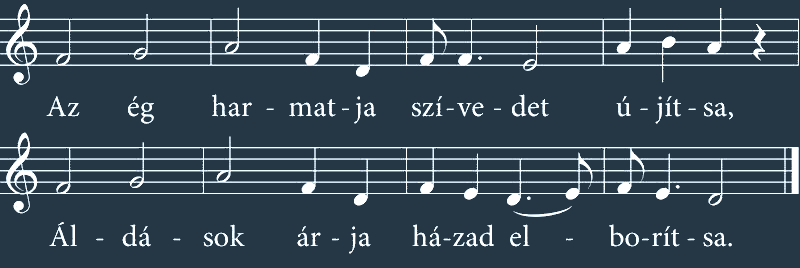 Az ég har - mat - ja szí - ve - det ú - jít - sa,
Ál - dá - sok ár - ja há - zad el - bo - rít - sa.